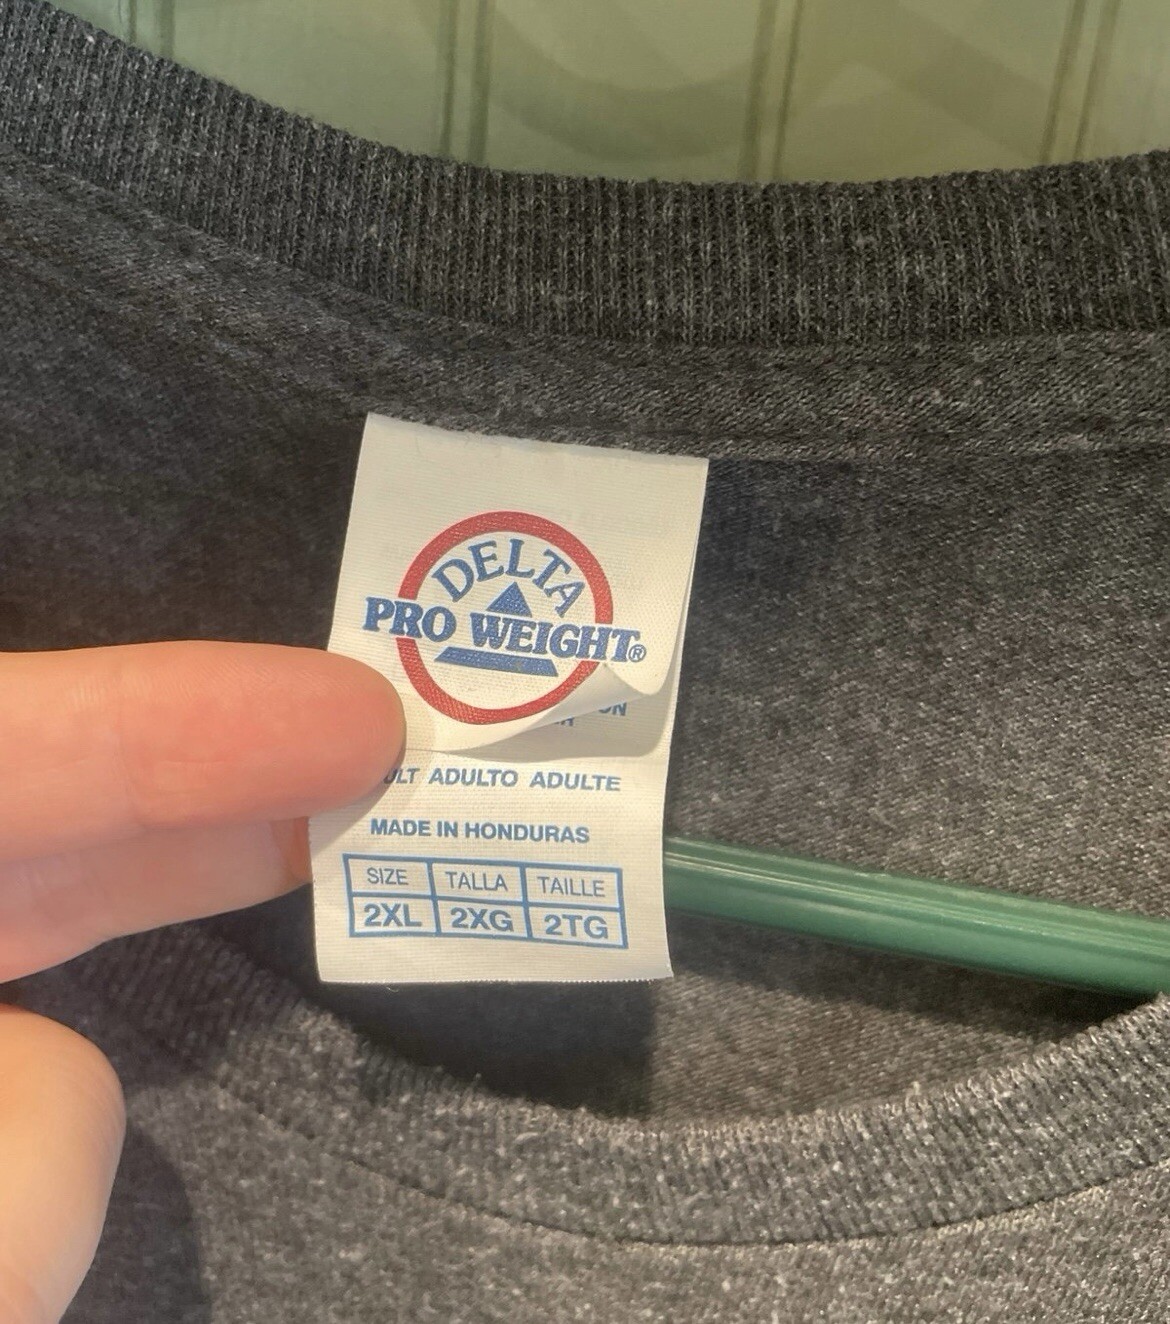 DELTA
PRO WEIGHT®
ADULTO ADULTE
MADE IN HONDURAS
SIZE TALLA TAILLE
2XL 2XG 2TG